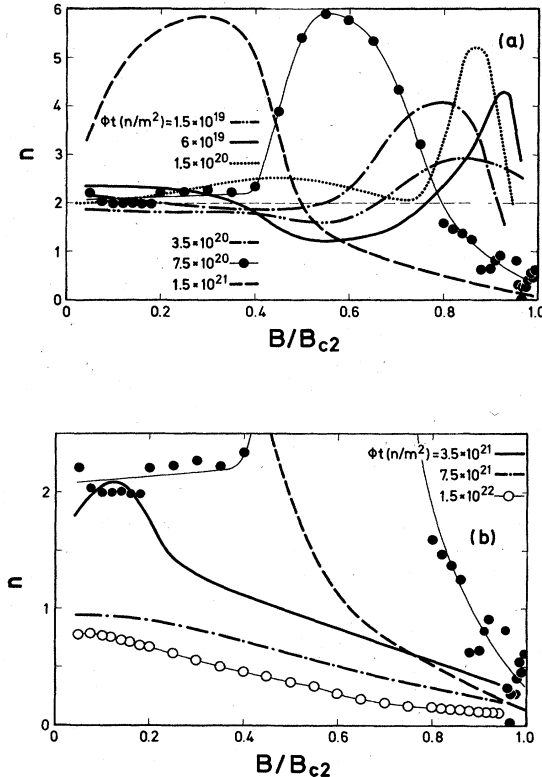 6
5
4
3
2
1
0
n
(a)
Φt (n/m²) = 1.5×10¹⁹
6×10¹⁹
1.5×10²⁰
3.5×10²⁰
7.5×10²⁰
1.5×10²¹
0 0.2 0.4 0.6 0.8 1.0
B/Bc2
2
1
0
n
Φt (n/m²) = 3.5×10²¹
7.5×10²¹
1.5×10²²
(b)
0 0.2 0.4 0.6 0.8 1.0
B/Bc2